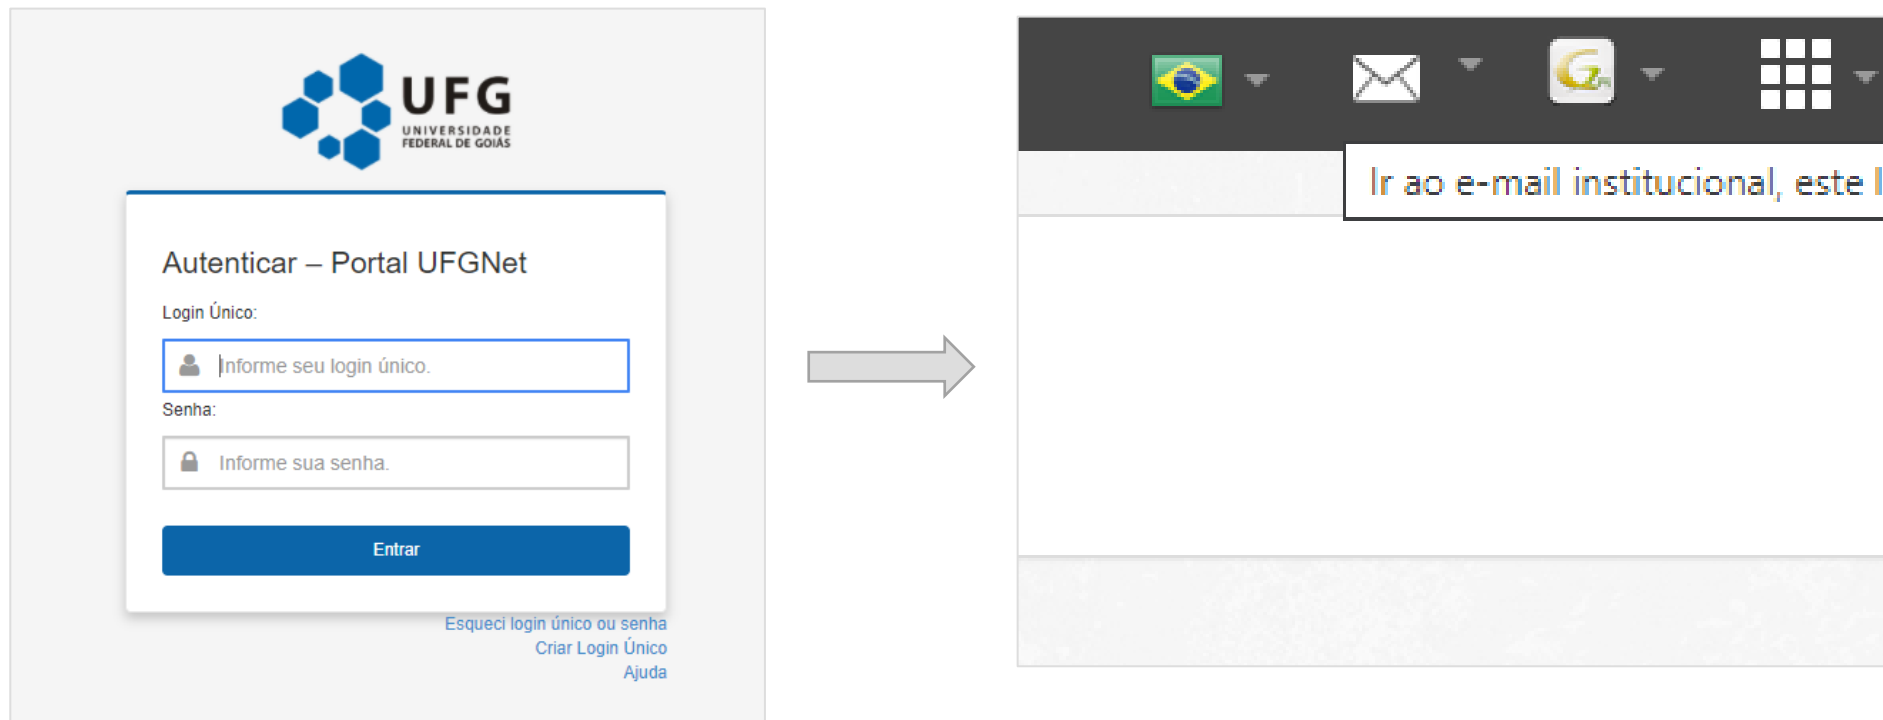 UFG
UNIVERSIDADE
FEDERAL DE GOIÁS
Autenticar – Portal UFGNet
Login Único:
Informe seu login único.
Senha:
Informe sua senha.
Entrar
Esqueci login único ou senha
Criar Login Único
Ajuda
Ir ao e-mail institucional, este l